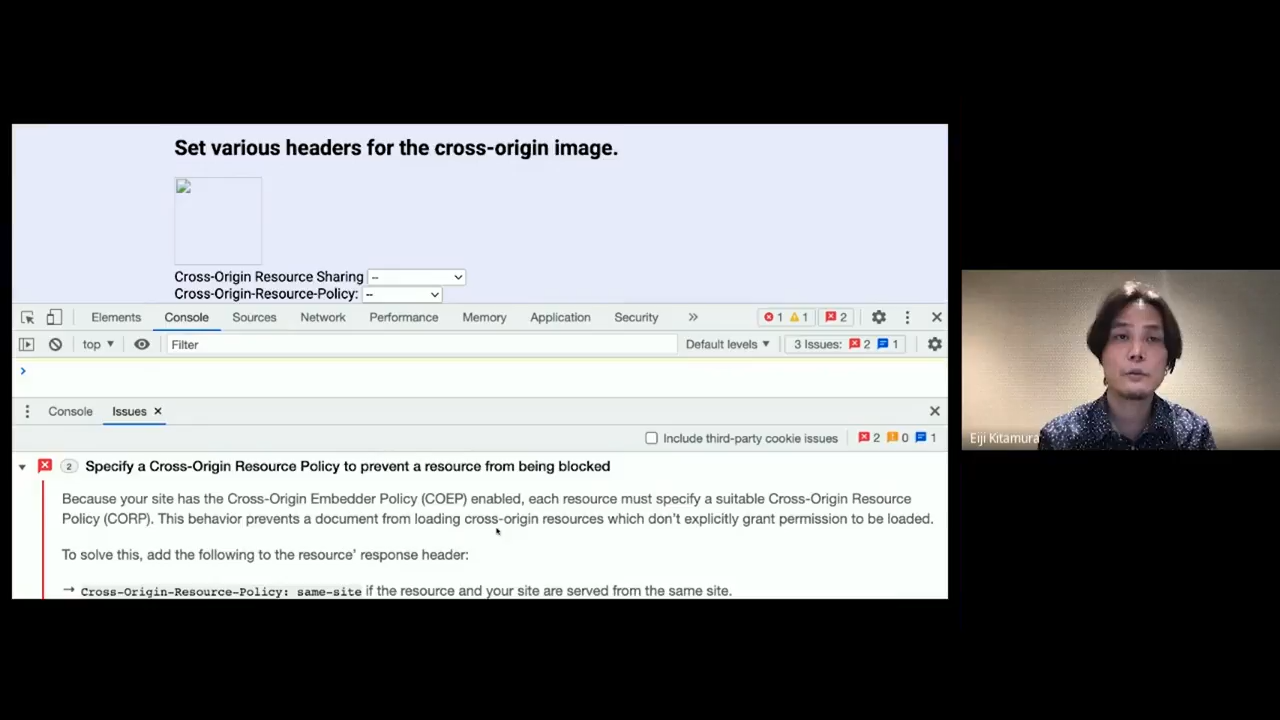 Set various headers for the cross-origin image.
Cross-Origin Resource Sharing --
Cross-Origin-Resource-Policy: --
Elements Console Sources Network Performance Memory Application Security » 1 1 2
top Filter Default levels 3 Issues: 2 1
Console Issues
Include third-party cookie issues 2 0 1
2 Specify a Cross-Origin Resource Policy to prevent a resource from being blocked
Because your site has the Cross-Origin Embedder Policy (COEP) enabled, each resource must specify a suitable Cross-Origin Resource
Policy (CORP). This behavior prevents a document from loading cross-origin resources which don’t explicitly grant permission to be loaded.
To solve this, add the following to the resource’ response header:
→ Cross-Origin-Resource-Policy: same-site if the resource and your site are served from the same site.
Eiji Kitamura